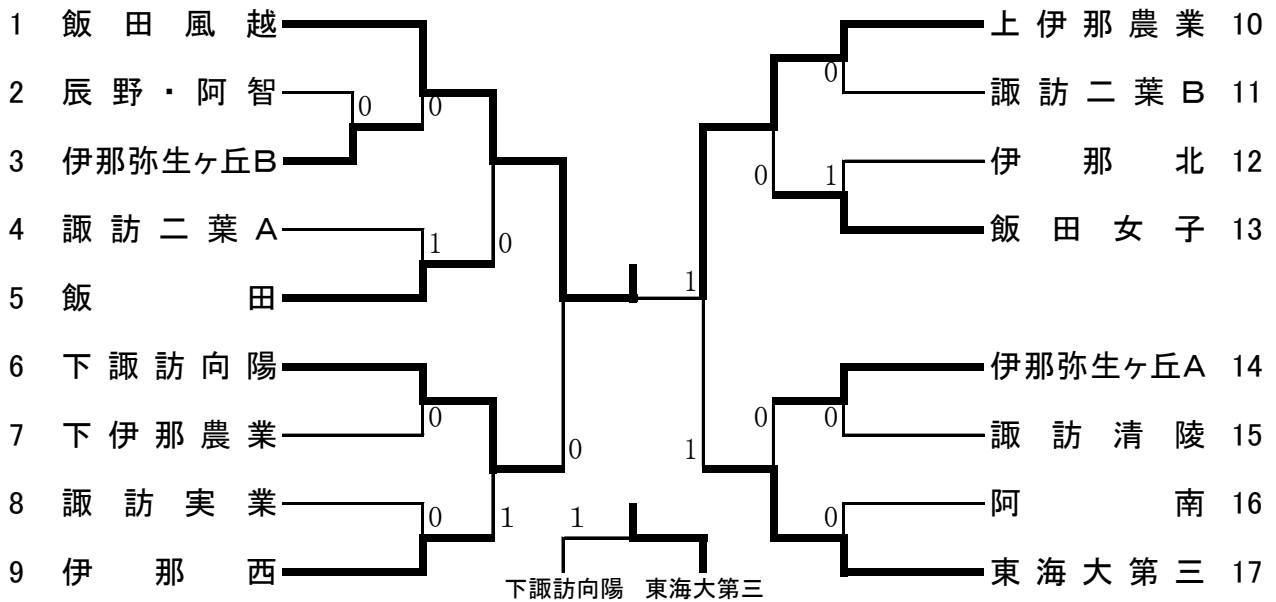 1 飯田風越
2 辰野・阿智
0
0
3 伊那弥生ヶ丘B
4 諏訪二葉A
1
0
5 飯田
6 下諏訪向陽
0
7 下伊那農業
0
8 諏訪実業
0
1
9 伊那西
上伊那農業 10
0
諏訪二葉B 11
伊那北 12
0
1
飯田女子 13
1
伊那弥生ヶ丘A 14
0
0
諏訪清陵 15
1
阿南 16
0
東海大第三 17
1
下諏訪向陽 東海大第三